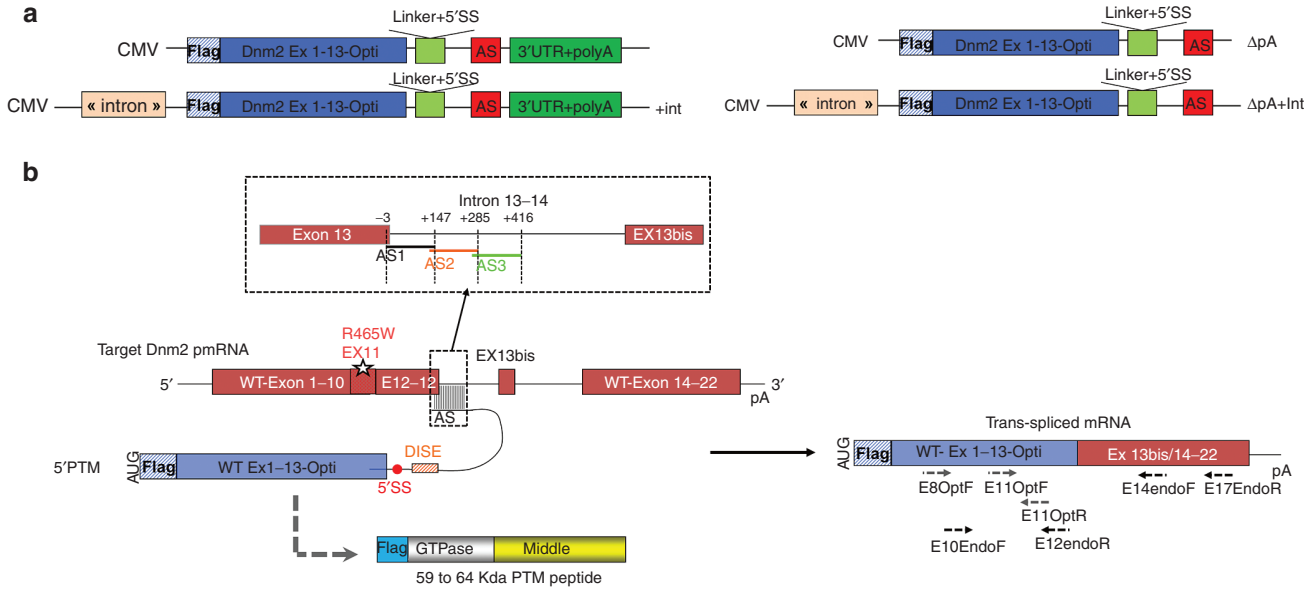 a
Linker+5′SS
CMV Flag Dnm2 Ex 1-13-Opti AS 3′UTR+polyA
Linker+5′SS
CMV « intron » Flag Dnm2 Ex 1-13-Opti AS 3′UTR+polyA +int
Linker+5′SS
CMV Flag Dnm2 Ex 1-13-Opti AS ΔpA
Linker+5′SS
CMV « intron » Flag Dnm2 Ex 1-13-Opti AS ΔpA+Int
b
Intron 13–14
–3 +147 +285 +416
Exon 13 EX13bis
AS1 AS2 AS3
R465W
EX11
Target Dnm2 pmRNA
EX13bis
5′ WT-Exon 1–10 E12–12 WT-Exon 14–22 3′
pA
AS
DISE
5′PTM AUG Flag WT Ex1–13-Opti
5′SS
Flag GTPase Middle
59 to 64 Kda PTM peptide
Trans-spliced mRNA
AUG Flag WT- Ex 1–13-Opti Ex 13bis/14–22
pA
E8OptF E11OptF E14endoF E17EndoR
E11OptR
E10EndoF E12endoR